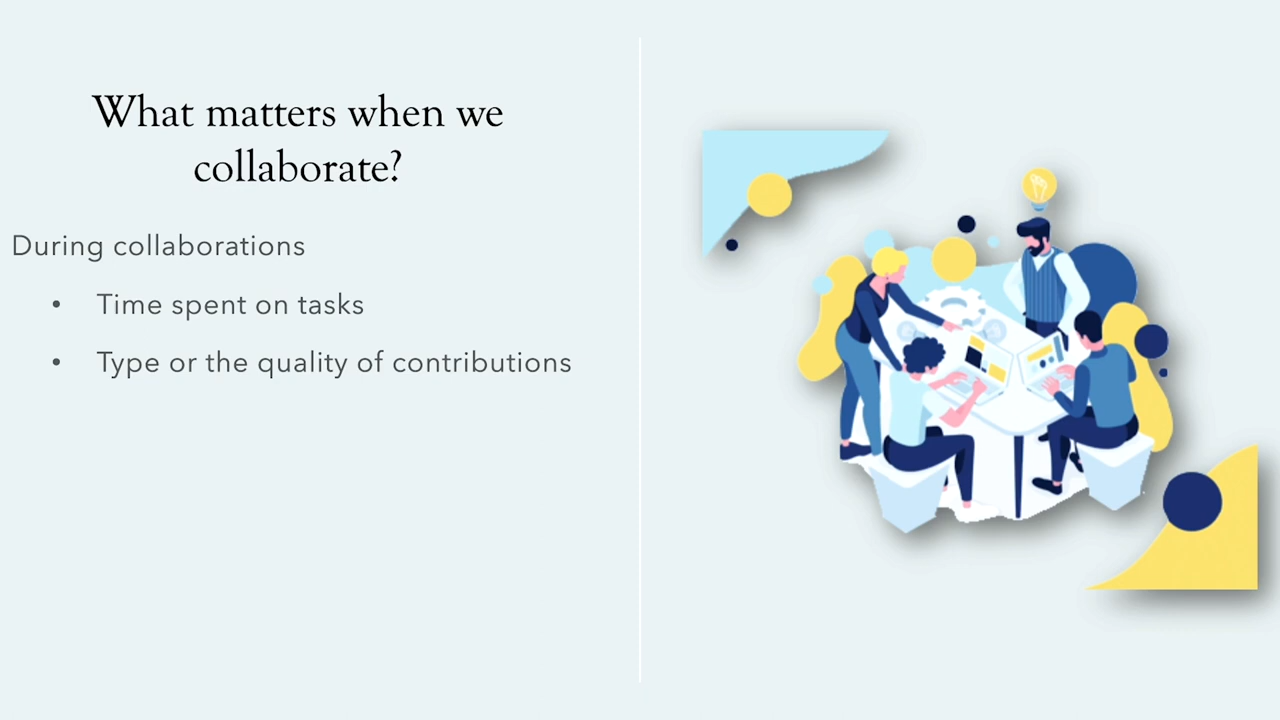 What matters when we
collaborate?
During collaborations
• Time spent on tasks
• Type or the quality of contributions